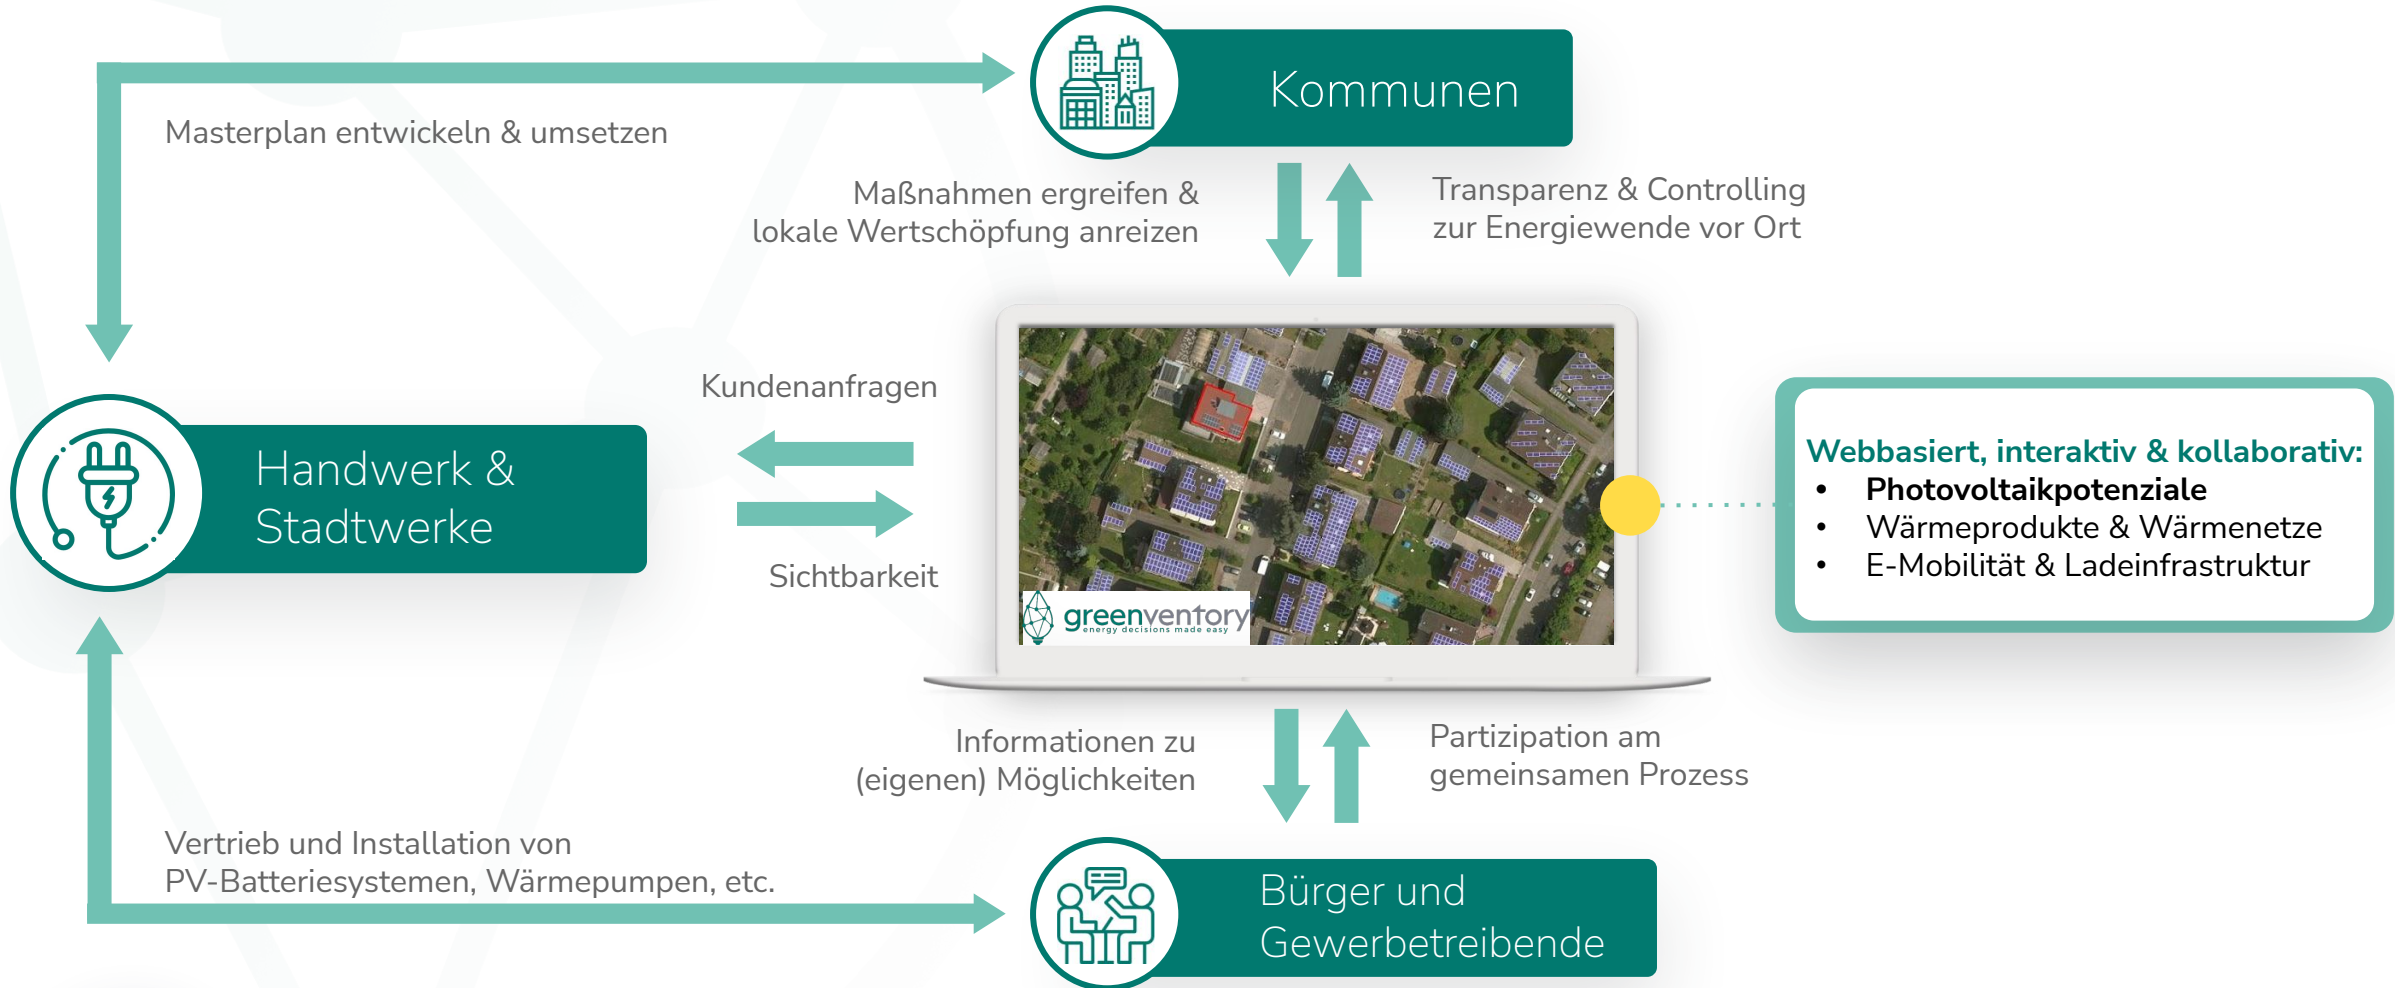 Kommunen
Masterplan entwickeln & umsetzen
Maßnahmen ergreifen &
lokale Wertschöpfung anreizen
Transparenz & Controlling
zur Energiewende vor Ort
Kundenanfragen
Handwerk &
Stadtwerke
Sichtbarkeit
greenventory
energy decisions made easy
Webbasiert, interaktiv & kollaborativ:
• Photovoltaikpotenziale
• Wärmeprodukte & Wärmenetze
• E-Mobilität & Ladeinfrastruktur
Informationen zu
(eigenen) Möglichkeiten
Partizipation am
gemeinsamen Prozess
Vertrieb und Installation von
PV-Batteriesystemen, Wärmepumpen, etc.
Bürger und
Gewerbetreibende